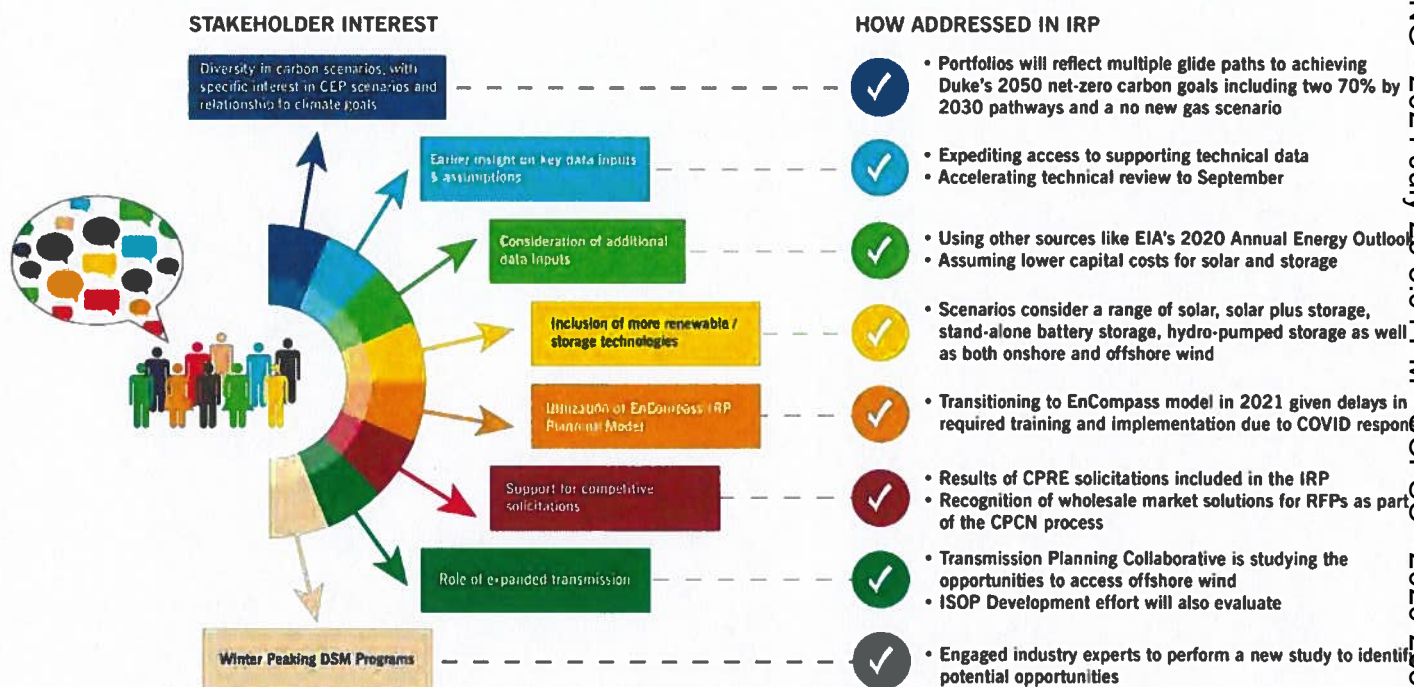 STAKEHOLDER INTEREST
HOW ADDRESSED IN IRP
Diversity in carbon scenarios, with
specific interest in CEP scenarios and
relationship to climate goals
• Portfolios will reflect multiple glide paths to achieving
Duke's 2050 net-zero carbon goals including two 70% by
2030 pathways and a no new gas scenario
Earlier insight on key data inputs
& assumptions
• Expediting access to supporting technical data
• Accelerating technical review to September
Consideration of additional
data inputs
• Using other sources like EIA's 2020 Annual Energy Outlook
• Assuming lower capital costs for solar and storage
Inclusion of more renewable /
storage technologies
• Scenarios consider a range of solar, solar plus storage,
stand-alone battery storage, hydro-pumped storage as well
as both onshore and offshore wind
Utilization of EnCompass IRP
Planning Model
• Transitioning to EnCompass model in 2021 given delays in
required training and implementation due to COVID
Support for competitive
solicitations
• Results of CPRE solicitations included in the IRP
• Recognition of wholesale market solutions for RFPs as part
of the CPCN process
Role of expanded transmission
• Transmission Planning Collaborative is studying the
opportunities to access offshore wind
• ISOP Development effort will also evaluate
Winter Peaking DSM Programs
• Engaged industry experts to perform a new study to
potential opportunities
2021 July